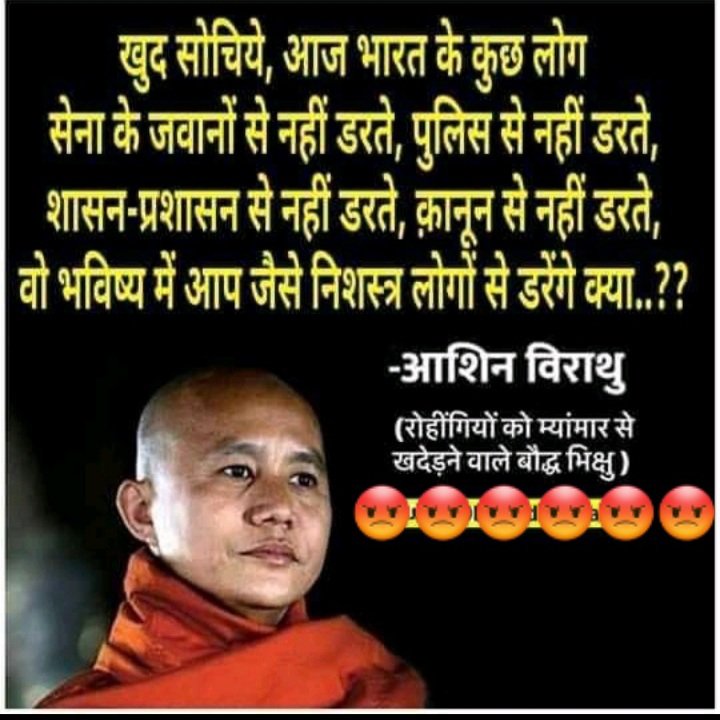 खुद सोचिये, आज भारत के कुछ लोग
सेना के जवानों से नहीं डरते, पुलिस से नहीं डरते,
शासन-प्रशासन से नहीं डरते, क़ानून से नहीं डरते,
वो भविष्य में आप जैसे निशस्त्र लोगों से डरेंगे क्या..??
-आशिन विराथु
(रोहींगियों को म्यांमार से
खदेड़ने वाले बौद्ध भिक्षु )